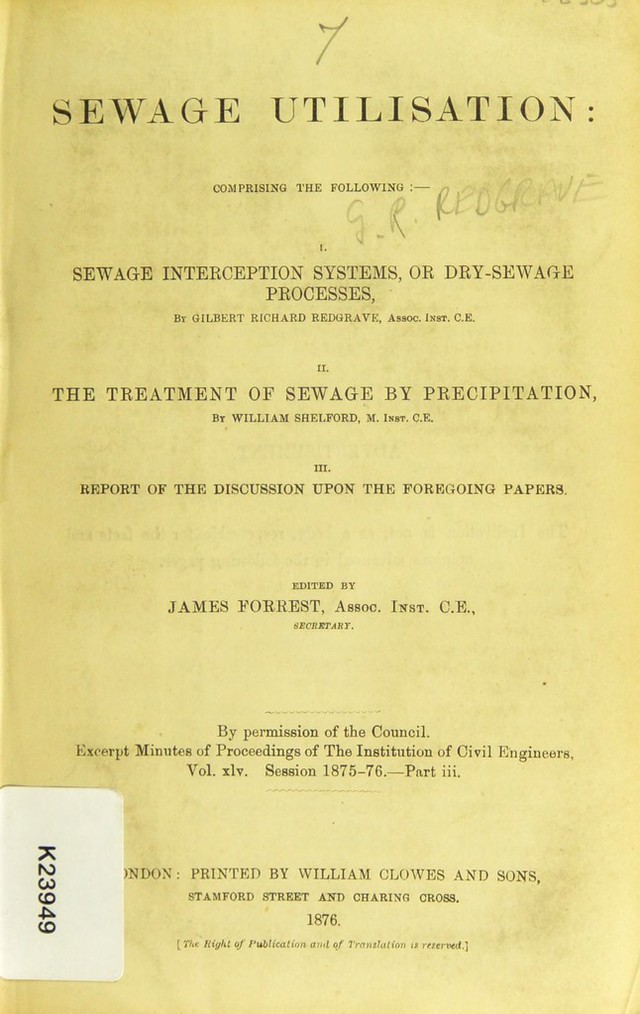 7
SEWAGE UTILISATION:
COMPRISING THE FOLLOWING :—
G. R. REDGRAVE
I.
SEWAGE INTERCEPTION SYSTEMS, OR DRY-SEWAGE
PROCESSES,
By GILBERT RICHARD REDGRAVE, Assoc. Inst. C.E.
II.
THE TREATMENT OF SEWAGE BY PRECIPITATION,
By WILLIAM SHELFORD, M. Inst. C.E.
III.
REPORT OF THE DISCUSSION UPON THE FOREGOING PAPERS.
EDITED BY
JAMES FORREST, Assoc. Inst. C.E.,
SECRETARY.
By permission of the Council.
Excerpt Minutes of Proceedings of The Institution of Civil Engineers,
Vol. xlv. Session 1875-76.—Part iii.
ONDON: PRINTED BY WILLIAM CLOWES AND SONS,
STAMFORD STREET AND CHARING CROSS.
1876.
[The Right of Publication and of Translation is reserved.]
K23949